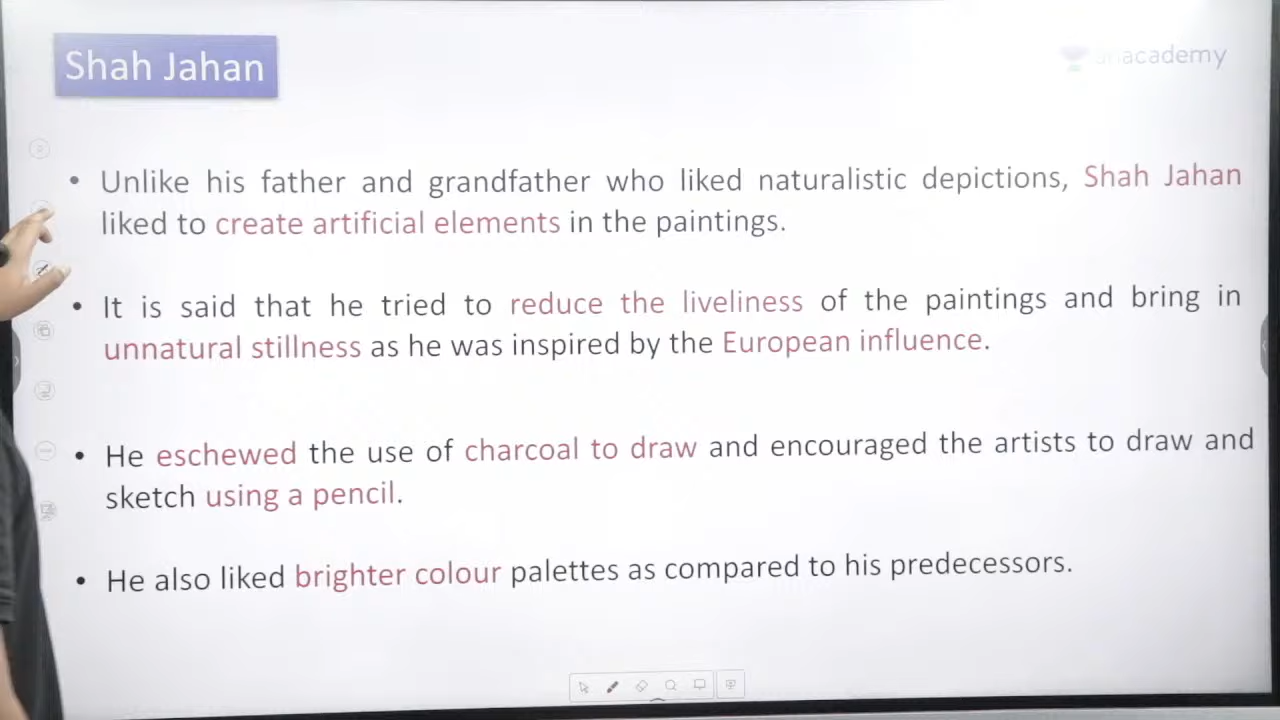 Shah Jahan
unacademy
• Unlike his father and grandfather who liked naturalistic depictions, Shah Jahan
liked to create artificial elements in the paintings.
• It is said that he tried to reduce the liveliness of the paintings and bring in
unnatural stillness as he was inspired by the European influence.
• He eschewed the use of charcoal to draw and encouraged the artists to draw and
sketch using a pencil.
• He also liked brighter colour palettes as compared to his predecessors.